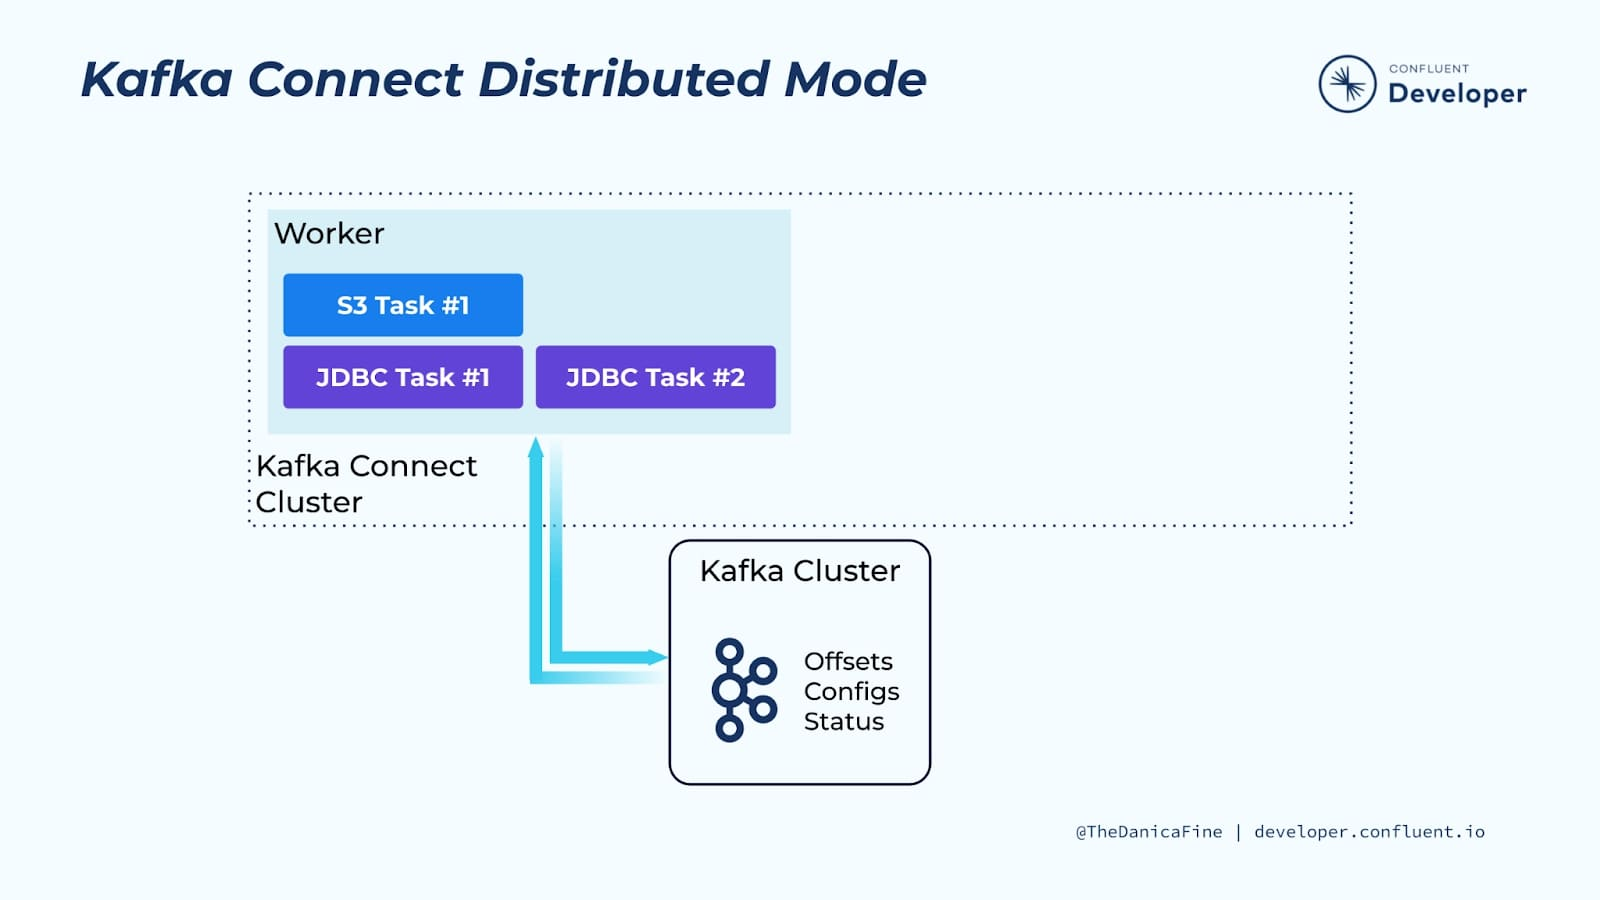 Kafka Connect Distributed Mode
CONFLUENT
Developer
Worker
S3 Task #1
JDBC Task #1
JDBC Task #2
Kafka Connect
Cluster
Kafka Cluster
Offsets
Configs
Status
@TheDanicaFine | developer.confluent.io